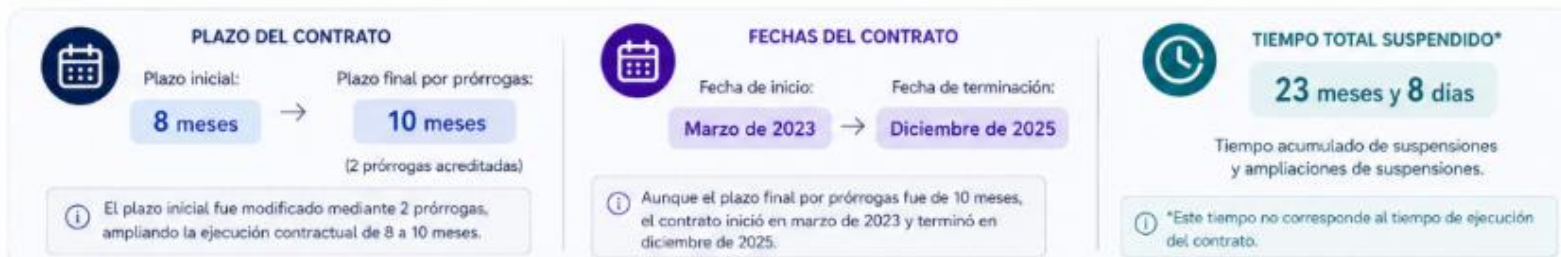 PLAZO DEL CONTRATO
Plazo inicial:
8 meses
→
Plazo final por prórrogas:
10 meses
(2 prórrogas acreditadas)
El plazo inicial fue modificado mediante 2 prórrogas,
ampliando la ejecución contractual de 8 a 10 meses.
FECHAS DEL CONTRATO
Fecha de inicio:
Marzo de 2023
→
Fecha de terminación:
Diciembre de 2025
Aunque el plazo final por prórrogas fue de 10 meses,
el contrato inició en marzo de 2023 y terminó en
diciembre de 2025.
TIEMPO TOTAL SUSPENDIDO*
23 meses y 8 días
Tiempo acumulado de suspensiones
y ampliaciones de suspensiones.
*Este tiempo no corresponde al tiempo de ejecución
del contrato.